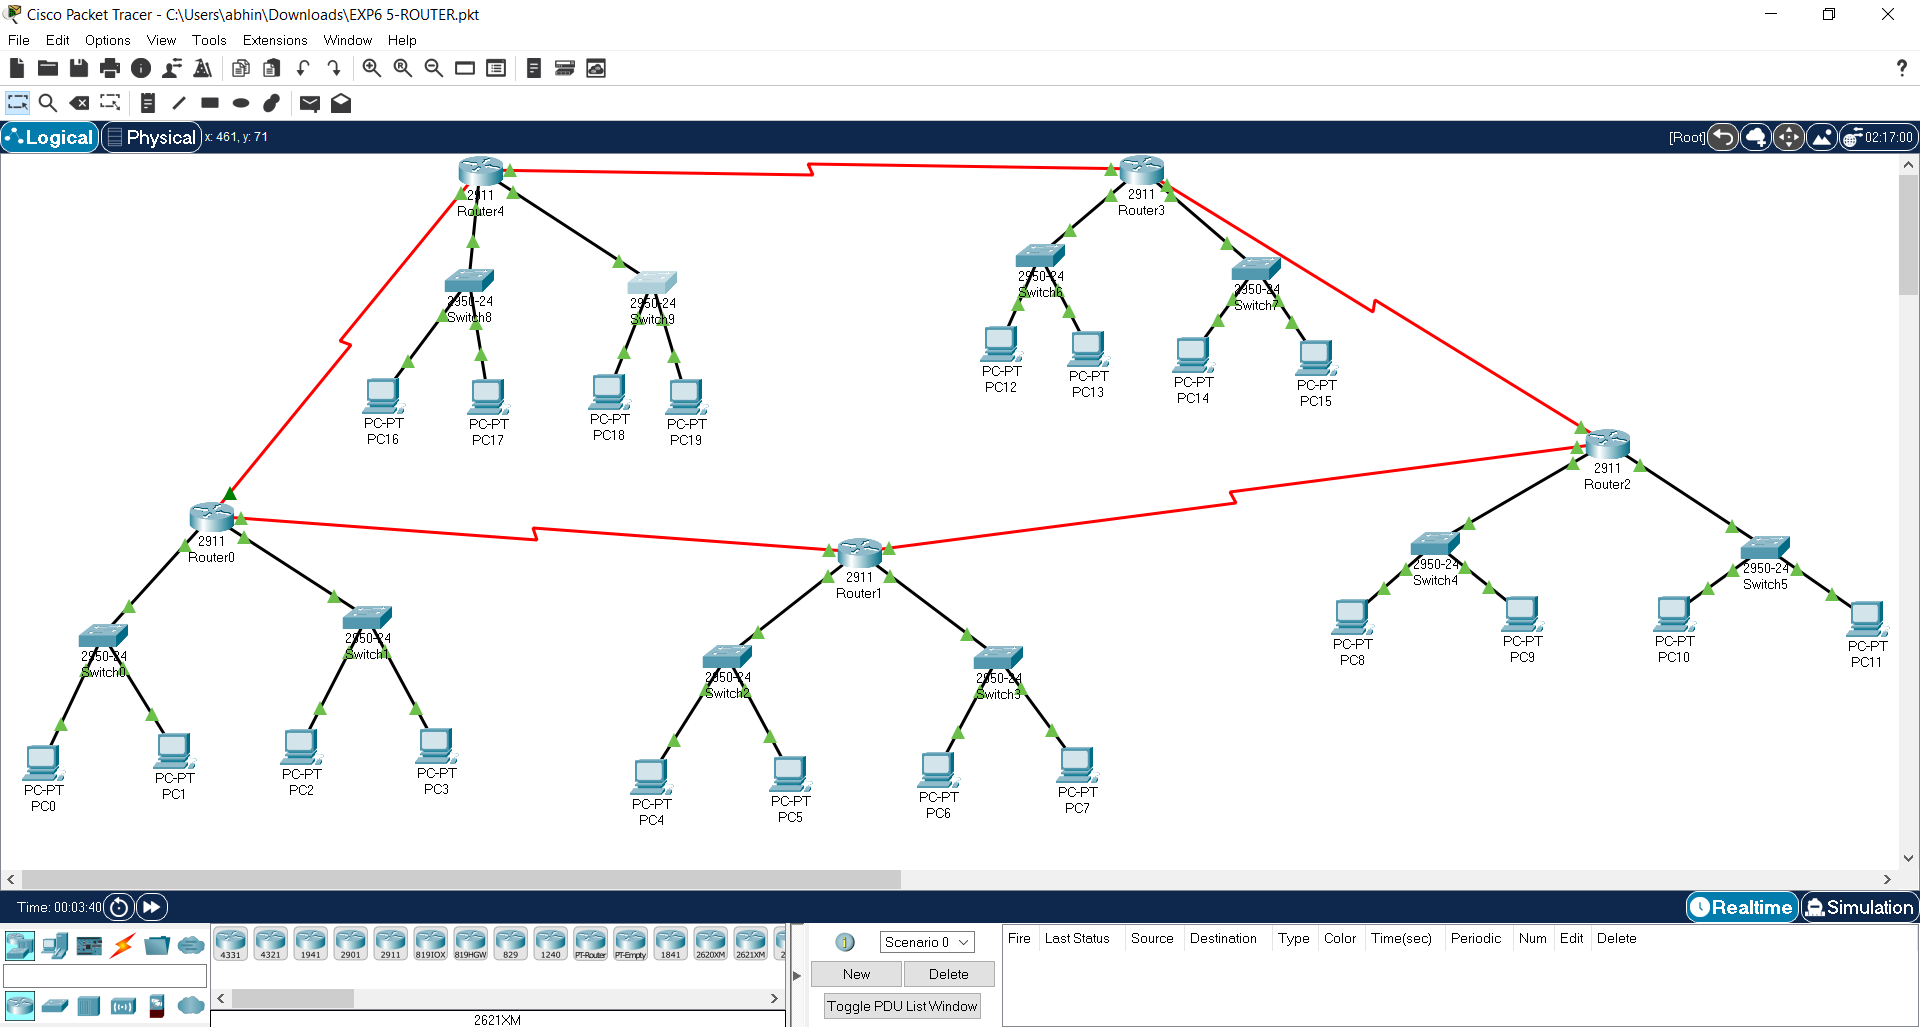 Cisco Packet Tracer - C:\Users\abhin\Downloads\EXP6 5-ROUTER.pkt
File Edit Options View Tools Extensions Window Help
?
Logical Physical x: 461, y: 71 [Root] 02:17:00
2911
Router4
2911
Router3
2950-24
Switch8
2950-24
Switch9
2950-24
Switch6
2950-24
Switch7
PC-PT
PC16
PC-PT
PC17
PC-PT
PC18
PC-PT
PC19
PC-PT
PC12
PC-PT
PC13
PC-PT
PC14
PC-PT
PC15
2911
Router2
2911
Router0
2911
Router1
2950-24
Switch4
2950-24
Switch5
PC-PT
PC8
PC-PT
PC9
PC-PT
PC10
PC-PT
PC11
2950-24
Switch0
2950-24
Switch1
2950-24
Switch2
2950-24
Switch3
PC-PT
PC0
PC-PT
PC1
PC-PT
PC2
PC-PT
PC3
PC-PT
PC4
PC-PT
PC5
PC-PT
PC6
PC-PT
PC7
Time: 00:03:40 Realtime Simulation
4331 4321 1941 2901 2911 819IOX 819HGW 829 1240 PT-Router PT-Empty 1841 2620XM 2621XM 2
2621XM
Scenario 0
New Delete
Toggle PDU List Window
Fire Last Status Source Destination Type Color Time(sec) Periodic Num Edit Delete